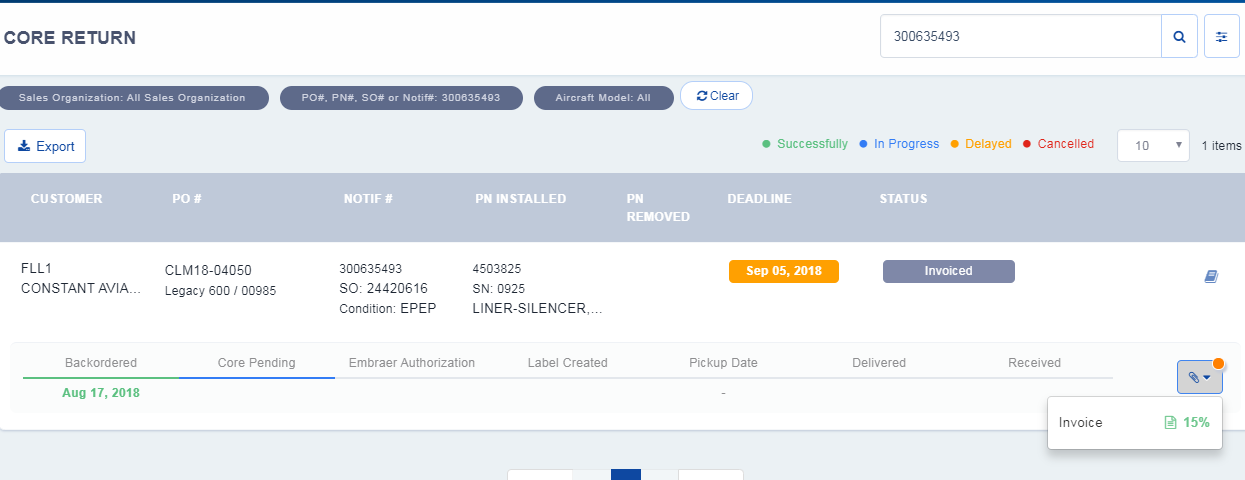 CORE RETURN
300635493
Sales Organization: All Sales Organization
PO#, PN#, SO# or Notif#: 300635493
Aircraft Model: All
Clear
Export
Successfully
In Progress
Delayed
Cancelled
10
1 items
CUSTOMER
PO #
NOTIF #
PN INSTALLED
PN
REMOVED
DEADLINE
STATUS
FLL1
CONSTANT AVIA...
CLM18-04050
Legacy 600 / 00985
300635493
SO: 24420616
Condition: EPEP
4503825
SN: 0925
LINER-SILENCER,...
Sep 05, 2018
Invoiced
Backordered
Core Pending
Embraer Authorization
Label Created
Pickup Date
Delivered
Received
Aug 17, 2018
-
Invoice
15%